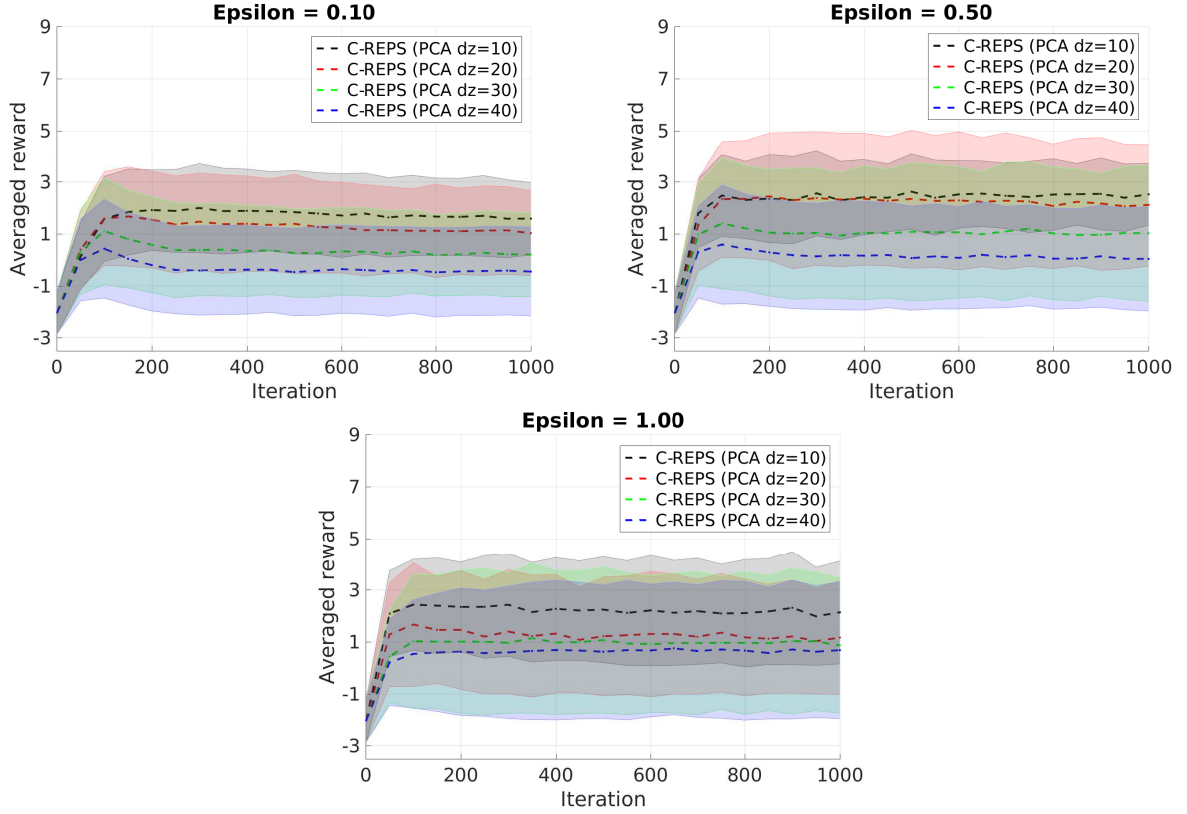 Epsilon = 0.10
9
7
5
3
1
-1
-3
Averaged reward
C-REPS (PCA dz=10)
C-REPS (PCA dz=20)
C-REPS (PCA dz=30)
C-REPS (PCA dz=40)
0 200 400 600 800 1000
Iteration
Epsilon = 0.50
9
7
5
3
1
-1
-3
Averaged reward
C-REPS (PCA dz=10)
C-REPS (PCA dz=20)
C-REPS (PCA dz=30)
C-REPS (PCA dz=40)
0 200 400 600 800 1000
Iteration
Epsilon = 1.00
9
7
5
3
1
-1
-3
Averaged reward
C-REPS (PCA dz=10)
C-REPS (PCA dz=20)
C-REPS (PCA dz=30)
C-REPS (PCA dz=40)
0 200 400 600 800 1000
Iteration